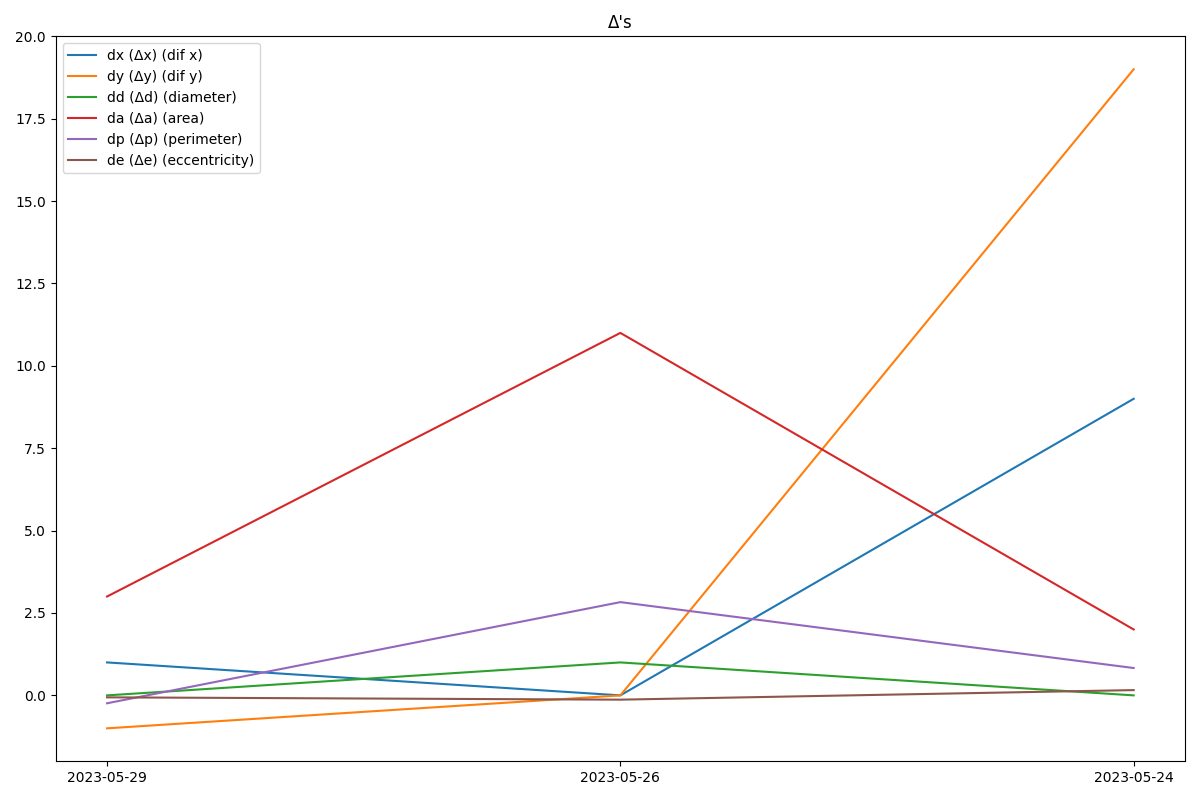 Δ's
20.0
17.5
15.0
12.5
10.0
7.5
5.0
2.5
0.0
dx (Δx) (dif x)
dy (Δy) (dif y)
dd (Δd) (diameter)
da (Δa) (area)
dp (Δp) (perimeter)
de (Δe) (eccentricity)
2023-05-29
2023-05-26
2023-05-24